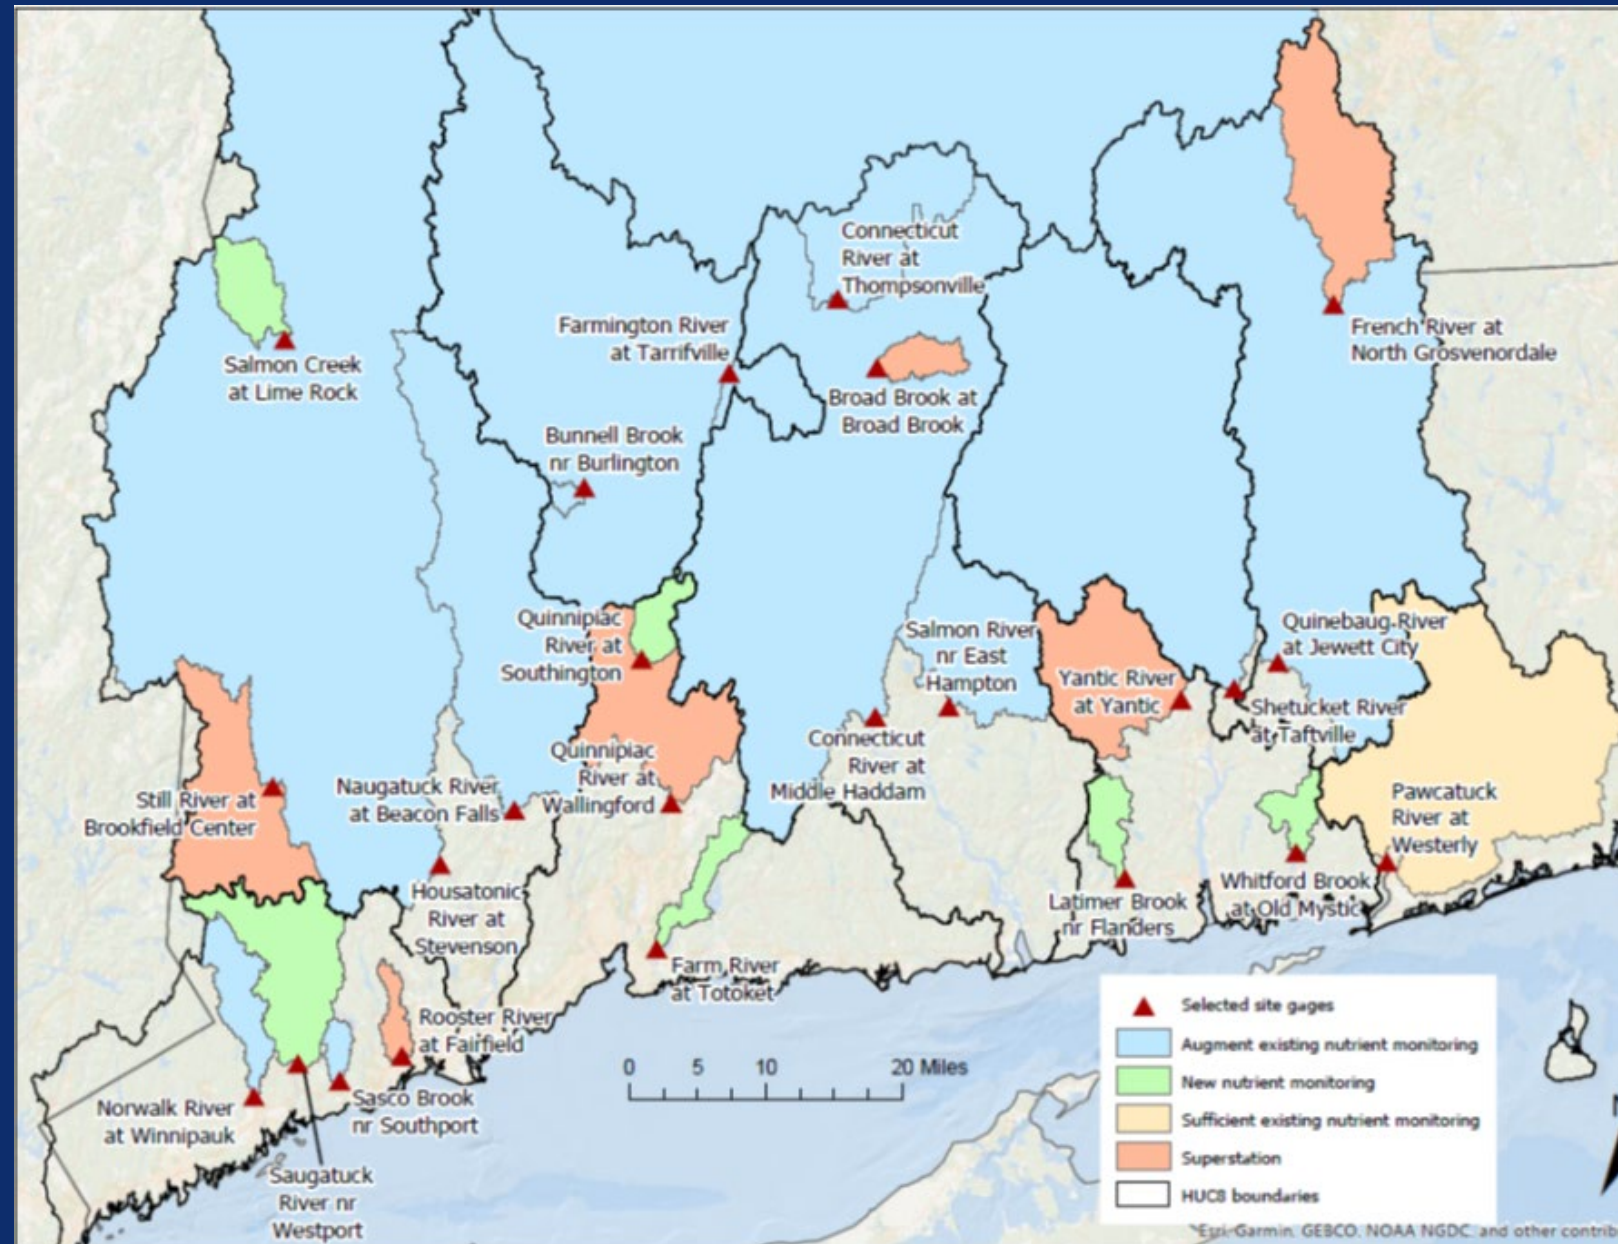 Connecticut
River at
Thompsonville
Farmington River
at Tarrifville
French River at
North Grosvenordale
Salmon Creek
at Lime Rock
Broad Brook at
Broad Brook
Bunnell Brook
nr Burlington
Quinnipiac
River at
Southington
Salmon River
nr East
Hampton
Quinebaug River
at Jewett City
Yantic River
at Yantic
Shetucket River
at Taftville
Connecticut
River at
Middle Haddam
Quinnipiac
River at
Wallingford
Naugatuck River
at Beacon Falls
Still River at
Brookfield Center
Pawcatuck
River at
Westerly
Housatonic
River at
Stevenson
Latimer Brook
nr Flanders
Whitford Brook
at Old Mystic
Farm River
at Totoket
Rooster River
at Fairfield
Sasco Brook
nr Southport
Norwalk River
at Winnipauk
Saugatuck
River nr
Westport
0 5 10 20 Miles
Selected site gages
Augment existing nutrient monitoring
New nutrient monitoring
Sufficient existing nutrient monitoring
Superstation
HUC8 boundaries
Esri, Garmin, GEBCO, NOAA NGDC, and other contrib